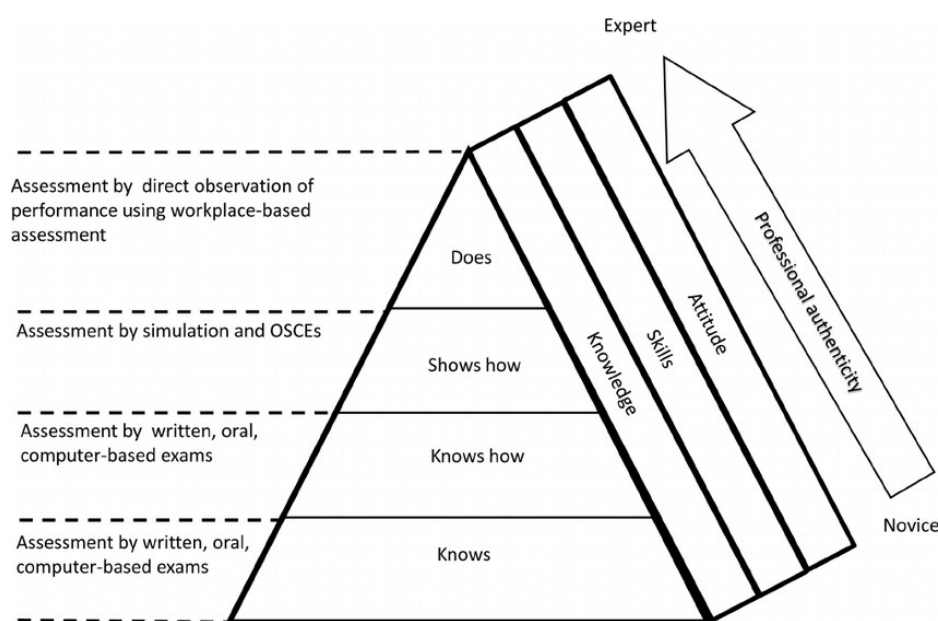 Expert
Assessment by direct observation of
performance using workplace-based
assessment
Does
Assessment by simulation and OSCEs
Shows how
Assessment by written, oral,
computer-based exams
Knows how
Assessment by written, oral,
computer-based exams
Knows
Knowledge
Skills
Attitude
Professional authenticity
Novice